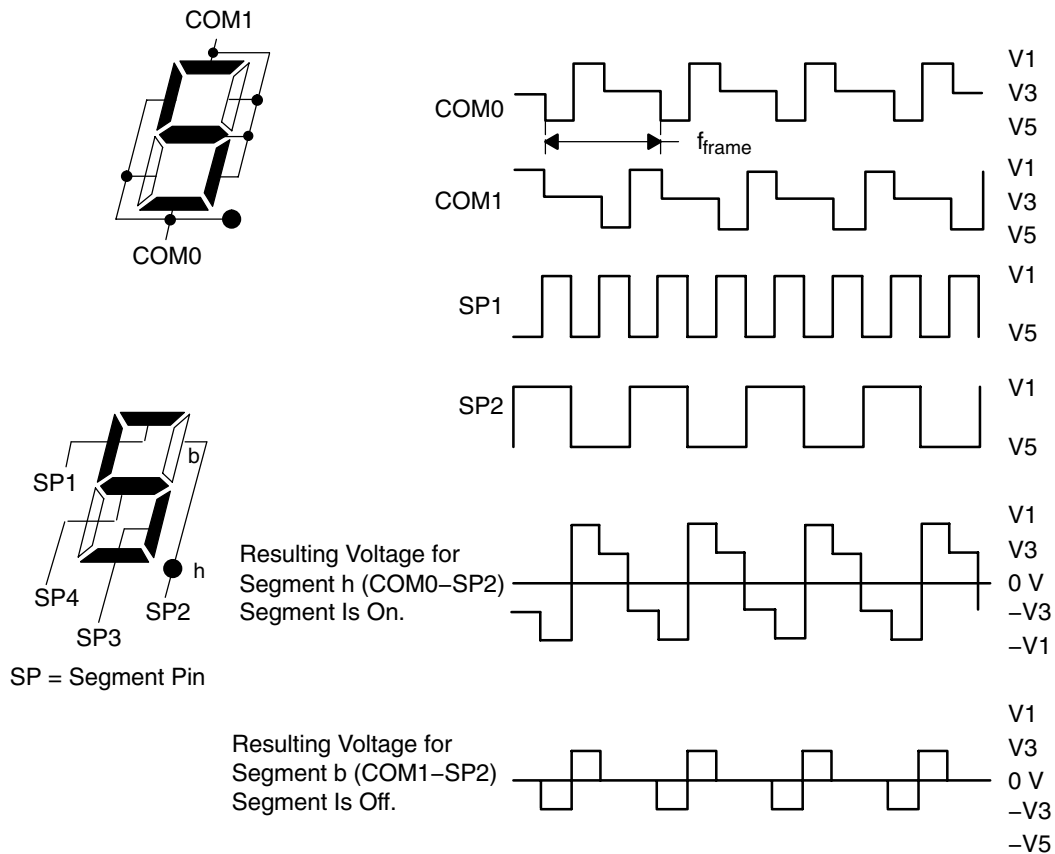 COM1
COM0
COM0
V1
V3
V5
fframe
COM1
V1
V3
V5
SP1
V1
V5
SP2
V1
V5
b
SP1
h
SP4
SP2
SP3
SP = Segment Pin
Resulting Voltage for
Segment h (COM0−SP2)
Segment Is On.
V1
V3
0 V
−V3
−V1
Resulting Voltage for
Segment b (COM1−SP2)
Segment Is Off.
V1
V3
0 V
−V3
−V5